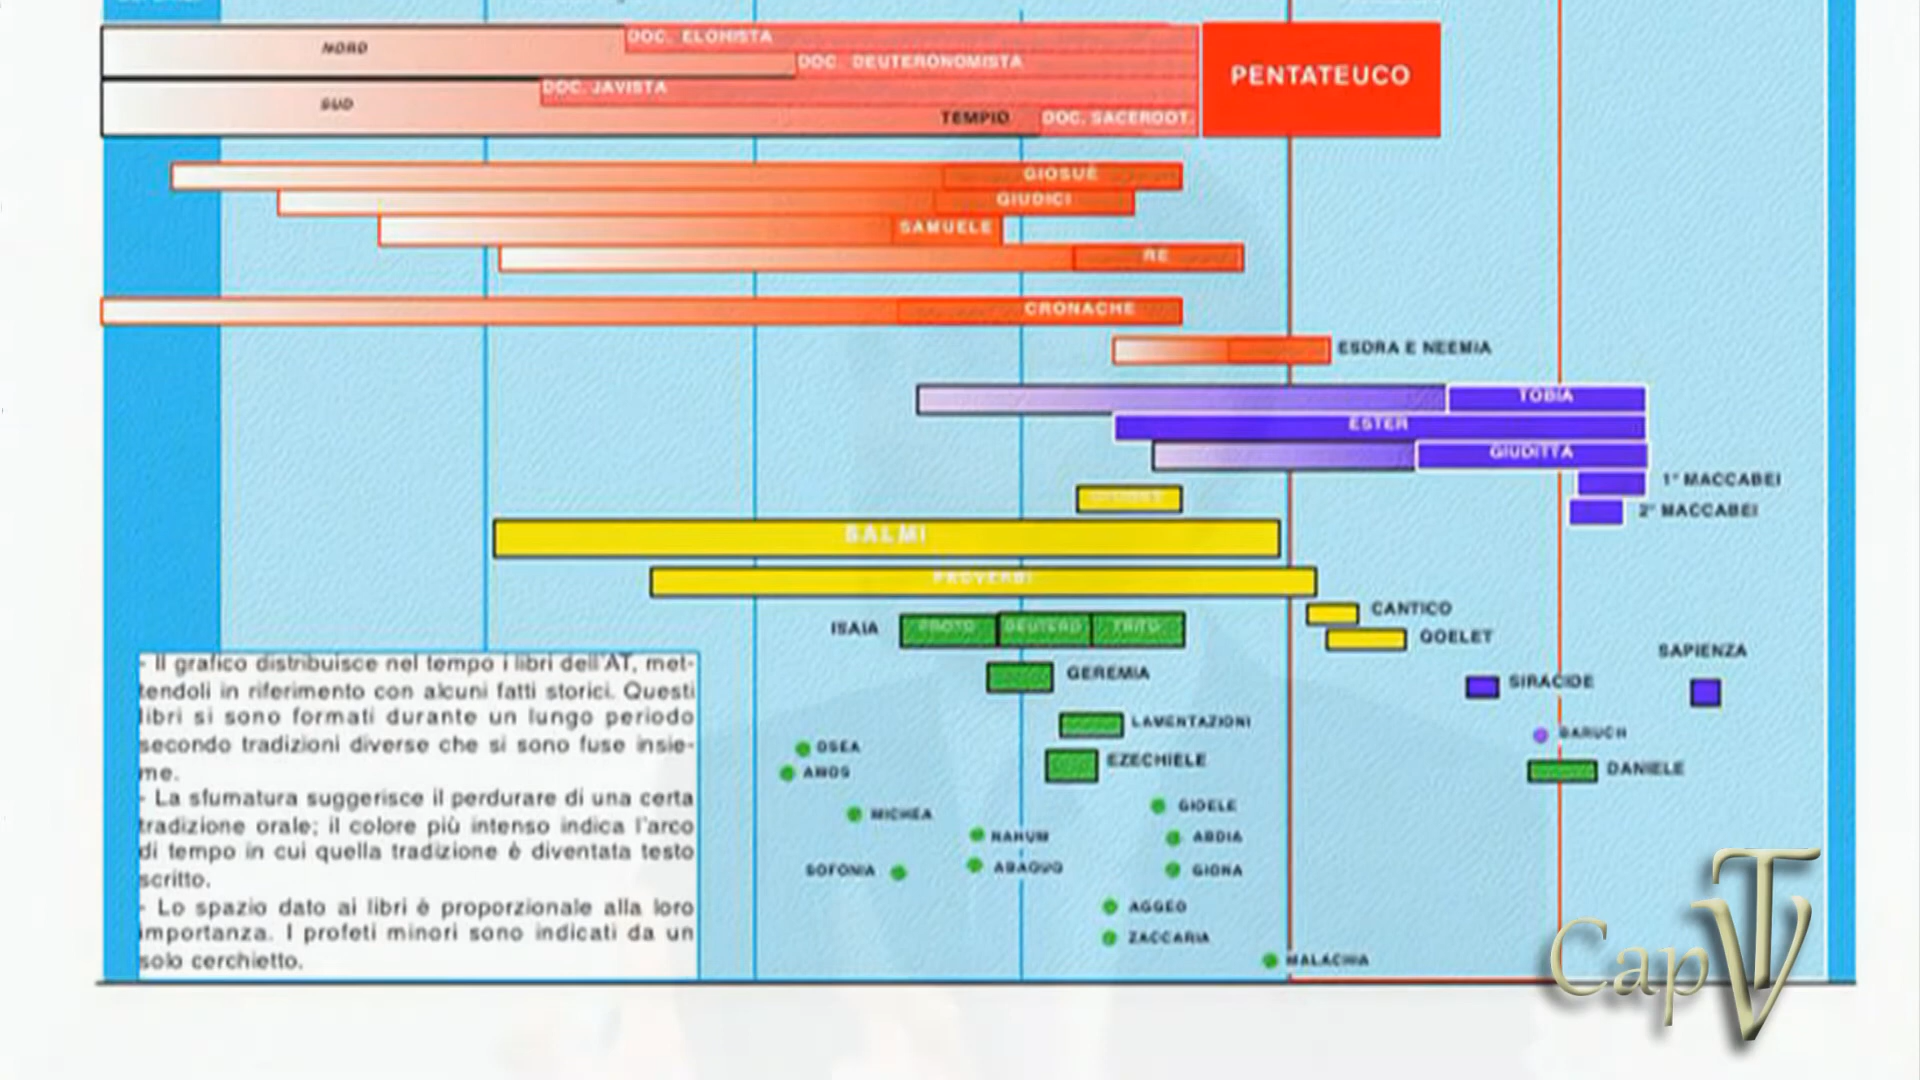 DOC. ELOHISTA
NORD
DOC. DEUTERONOMISTA
PENTATEUCO
DOC. JAVISTA
SUD
TEMPIO DOC. SACERDOT.
GIOSUÈ
GIUDICI
SAMUELE
RE
CRONACHE
ESDRA E NEEMIA
TOBIA
ESTER
GIUDITTA
1° MACCABEI
2° MACCABEI
SALMI
PROVERBI
CANTICO
ISAIA PROTO DEUTERO TRITO
QOELET
SAPIENZA
GEREMIA
SIRACIDE
LAMENTAZIONI
BARUCH
OSEA
EZECHIELE
DANIELE
AMOS
GIOELE
MICHEA
NAHUM
ABDIA
ABAQUQ
SOFONIA
GIONA
AGGEO
ZACCARIA
MALACHIA
- Il grafico distribuisce nel tempo i libri dell'AT, met-
tendoli in riferimento con alcuni fatti storici. Questi
libri si sono formati durante un lungo periodo
secondo tradizioni diverse che si sono fuse insie-
me.
- La sfumatura suggerisce il perdurare di una certa
tradizione orale; il colore più intenso indica l'arco
di tempo in cui quella tradizione è diventata testo
scritto.
- Lo spazio dato ai libri è proporzionale alla loro
importanza. I profeti minori sono indicati da un
solo cerchietto.
Cap TV